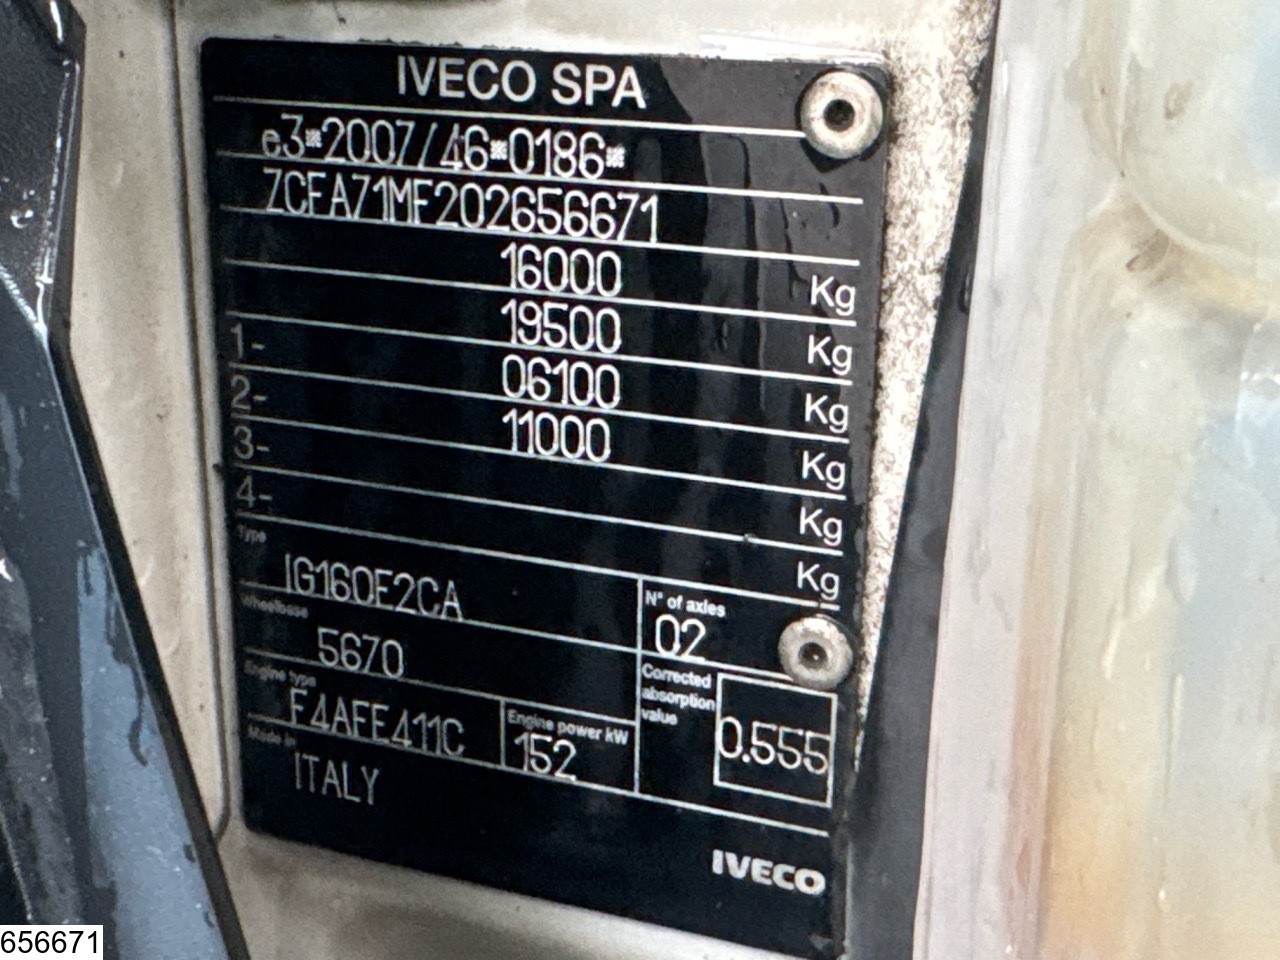 IVECO SPA
e3*2007/46*0186*
ZCFA71MF202656671
16000 Kg
19500 Kg
1- 06100 Kg
2- 11000 Kg
3- Kg
4- Kg
Type
IG160E2CA
N° of axles
02
Wheelbase
5670
Corrected
absorption
value
0.555
Engine type
F4AFE411C
Engine power kW
152
Made in
ITALY
IVECO
656671